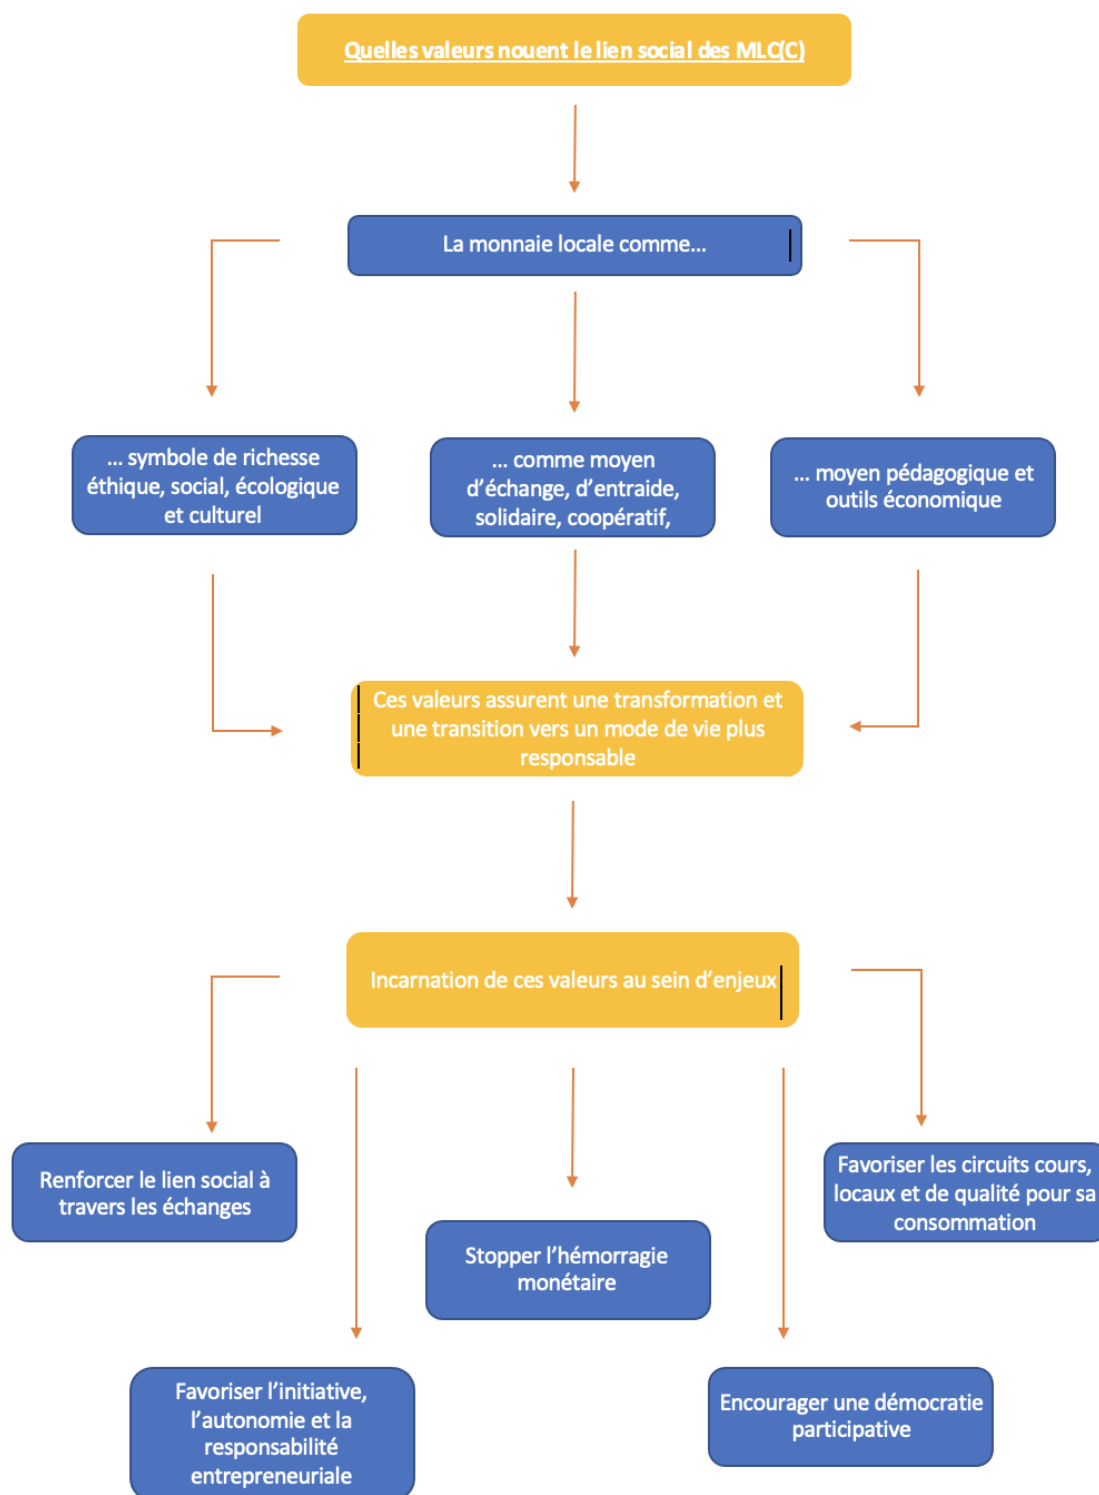 Quelles valeurs nouent le lien social des MLC(C)
La monnaie locale comme...
... symbole de richesse
éthique, social, écologique
et culturel
... comme moyen
d'échange, d'entraide,
solidaire, coopératif,
... moyen pédagogique et
outils économique
Ces valeurs assurent une transformation et
une transition vers un mode de vie plus
responsable
Incarnation de ces valeurs au sein d'enjeux
Renforcer le lien social à
travers les échanges
Favoriser les circuits cours,
locaux et de qualité pour sa
consommation
Stopper l'hémorragie
monétaire
Favoriser l'initiative,
l'autonomie et la
responsabilité
entrepreneuriale
Encourager une démocratie
participative